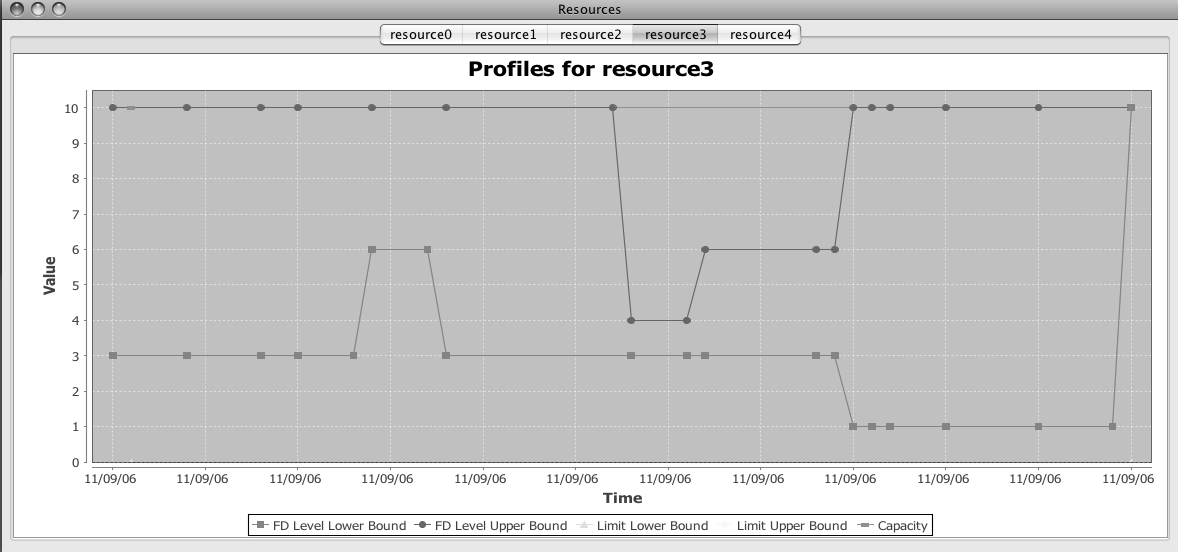 Resources
resource0 resource1 resource2 resource3 resource4
Profiles for resource3
10
9
8
7
6
5
4
3
2
1
0
Value
11/09/06 11/09/06 11/09/06 11/09/06 11/09/06 11/09/06 11/09/06 11/09/06 11/09/06 11/09/06 11/09/06 11/09/06
Time
FD Level Lower Bound FD Level Upper Bound Limit Lower Bound Limit Upper Bound Capacity